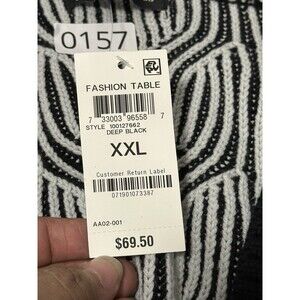 0157
FASHION TABLE
7 33003 96558 7
STYLE 100127662
DEEP BLACK
XXL
Customer Return Label
071901073387
AA02-001
$69.50